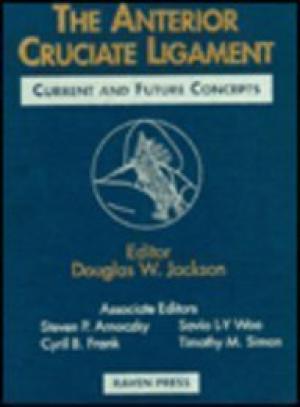 THE ANTERIOR
CRUCIATE LIGAMENT
CURRENT AND FUTURE CONCEPTS
Editor
Douglas W. Jackson
Associate Editors
Steven P. Arnoczky Savio L-Y Woo
Cyril B. Frank Timothy M. Simon
RAVEN PRESS